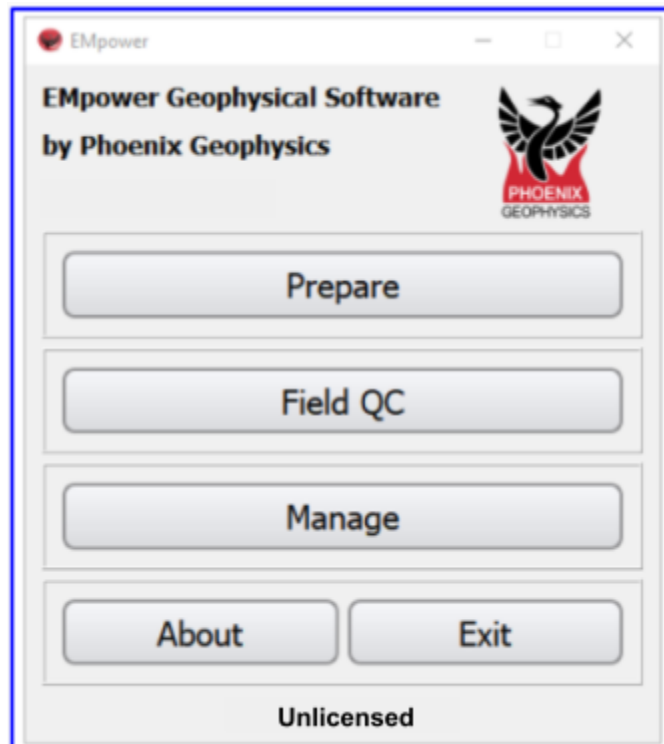 EMpower
EMpower Geophysical Software
by Phoenix Geophysics
PHOENIX
GEOPHYSICS
Prepare
Field QC
Manage
About
Exit
Unlicensed